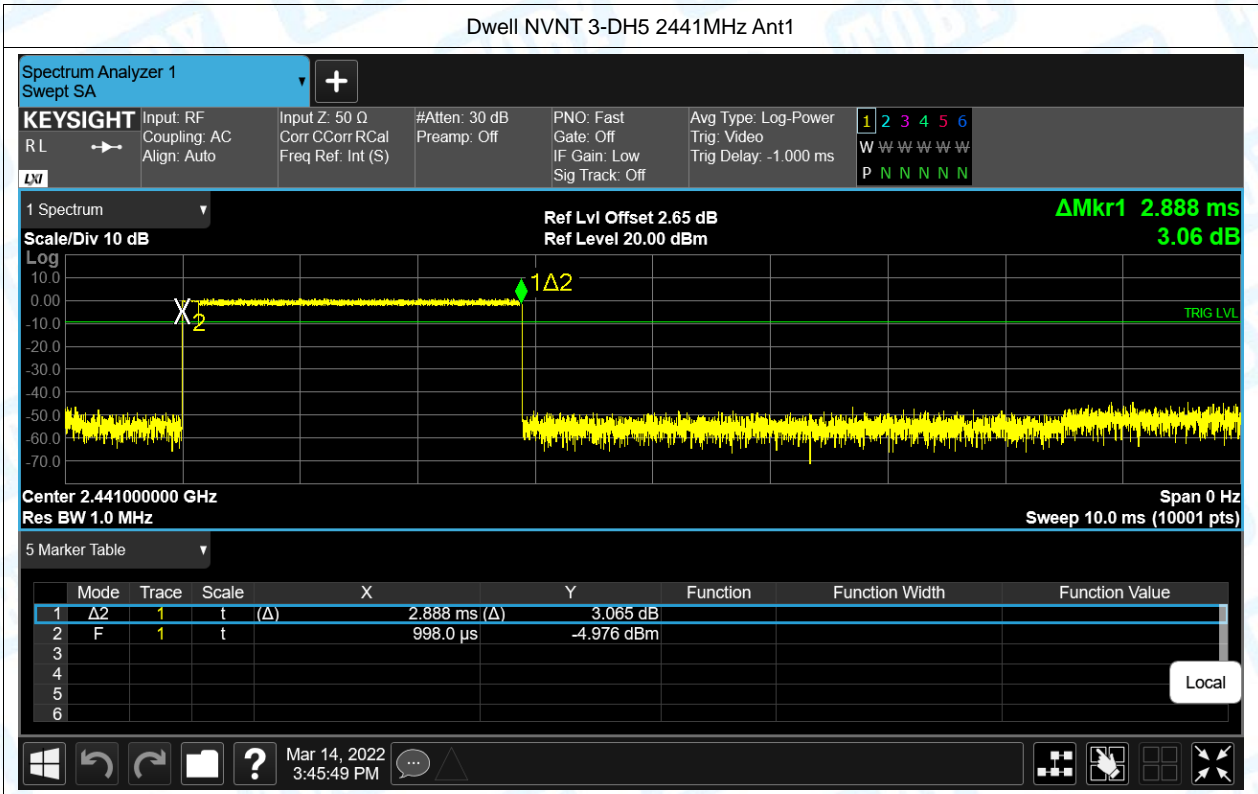 Dwell NVNT 3-DH5 2441MHz Ant1
Spectrum Analyzer 1
Swept SA
KEYSIGHT
R L
LXI
Input: RF
Coupling: AC
Align: Auto
Input Z: 50 Ω
Corr CCorr RCal
Freq Ref: Int (S)
#Atten: 30 dB
Preamp: Off
PNO: Fast
Gate: Off
IF Gain: Low
Sig Track: Off
Avg Type: Log-Power
Trig: Video
Trig Delay: -1.000 ms
1 2 3 4 5 6
W W W W W W
P N N N N N
1 Spectrum
Scale/Div 10 dB
Ref Lvl Offset 2.65 dB
Ref Level 20.00 dBm
ΔMkr1 2.888 ms
3.06 dB
Log
10.0
0.00
-10.0
-20.0
-30.0
-40.0
-50.0
-60.0
-70.0
1Δ2
2
TRIG LVL
Center 2.441000000 GHz
Res BW 1.0 MHz
Span 0 Hz
Sweep 10.0 ms (10001 pts)
5 Marker Table
Mode Trace Scale X Y Function Function Width Function Value
1 Δ2 1 t (Δ) 2.888 ms (Δ) 3.065 dB
2 F 1 t 998.0 µs -4.976 dBm
3
4
5
6
Local
?
Mar 14, 2022
3:45:49 PM